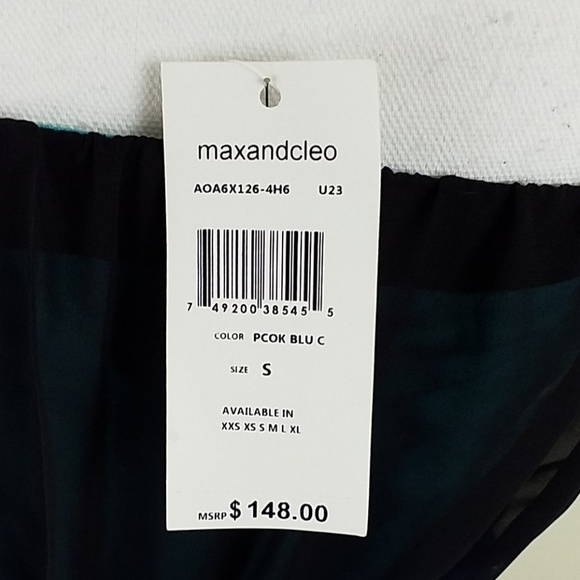 maxandcleo
AOA6X126-4H6 U23
7 49200 38545 5
COLOR PCOK BLU C
SIZE S
AVAILABLE IN
XXS XS S M L XL
MSRP $148.00